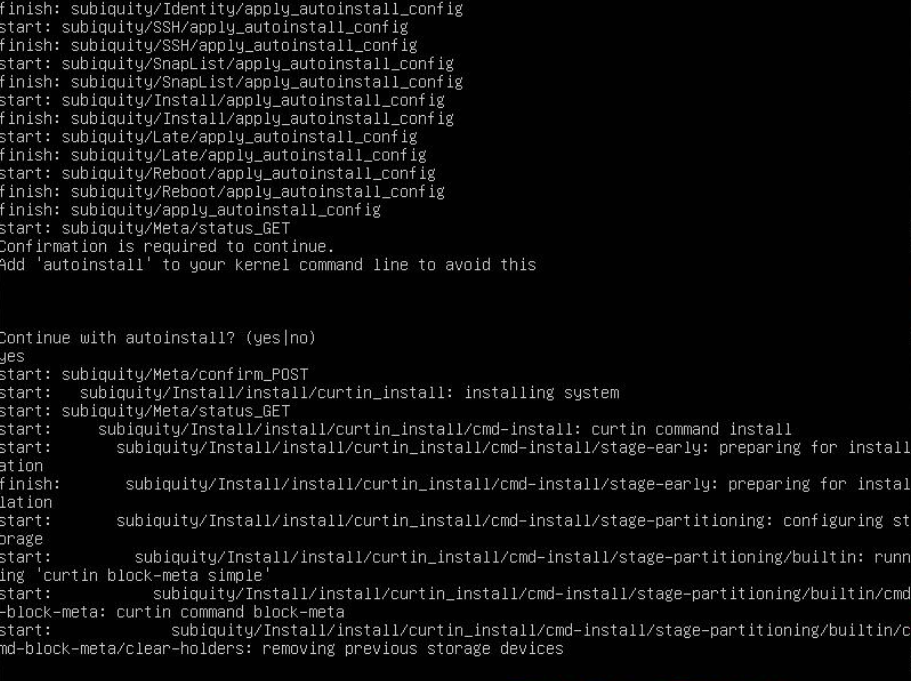 finish: subiquity/Identity/apply_autoinstall_config
start: subiquity/SSH/apply_autoinstall_config
finish: subiquity/SSH/apply_autoinstall_config
start: subiquity/SnapList/apply_autoinstall_config
finish: subiquity/SnapList/apply_autoinstall_config
start: subiquity/Install/apply_autoinstall_config
finish: subiquity/Install/apply_autoinstall_config
start: subiquity/Late/apply_autoinstall_config
finish: subiquity/Late/apply_autoinstall_config
start: subiquity/Reboot/apply_autoinstall_config
finish: subiquity/Reboot/apply_autoinstall_config
finish: subiquity/apply_autoinstall_config
start: subiquity/Meta/status_GET
Confirmation is required to continue.
Add 'autoinstall' to your kernel command line to avoid this
Continue with autoinstall? (yes|no)
yes
start: subiquity/Meta/confirm_POST
start:   subiquity/Install/install/curtin_install: installing system
start: subiquity/Meta/status_GET
start:     subiquity/Install/install/curtin_install/cmd-install: curtin command install
start:       subiquity/Install/install/curtin_install/cmd-install/stage-early: preparing for install
ation
finish:       subiquity/Install/install/curtin_install/cmd-install/stage-early: preparing for instal
lation
start:       subiquity/Install/install/curtin_install/cmd-install/stage-partitioning: configuring st
orage
start:         subiquity/Install/install/curtin_install/cmd-install/stage-partitioning/builtin: runn
ing 'curtin block-meta simple'
start:           subiquity/Install/install/curtin_install/cmd-install/stage-partitioning/builtin/cmd
-block-meta: curtin command block-meta
start:             subiquity/Install/install/curtin_install/cmd-install/stage-partitioning/builtin/c
md-block-meta/clear-holders: removing previous storage devices